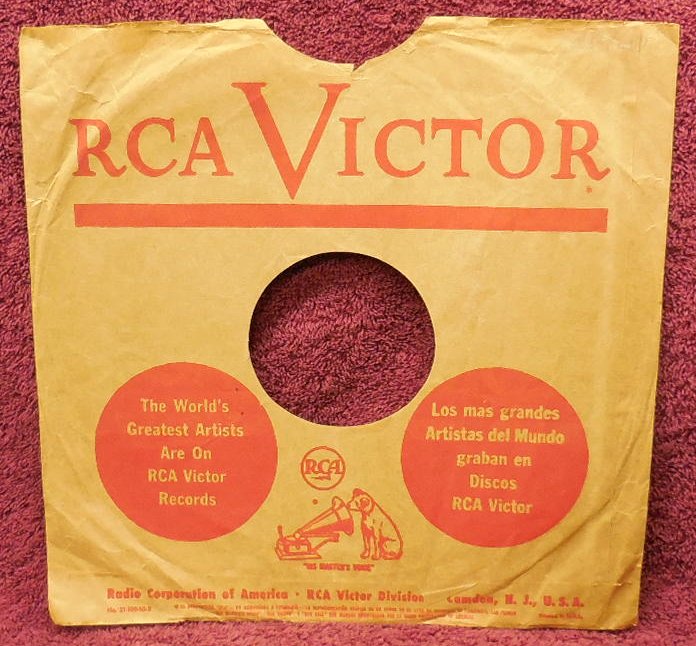 RCA VICTOR
The World's
Greatest Artists
Are On
RCA Victor
Records
Los mas grandes
Artistas del Mundo
graban en
Discos
RCA Victor
RCA
"HIS MASTER'S VOICE"
Radio Corporation of America · RCA Victor Division Camden, N. J., U. S. A.